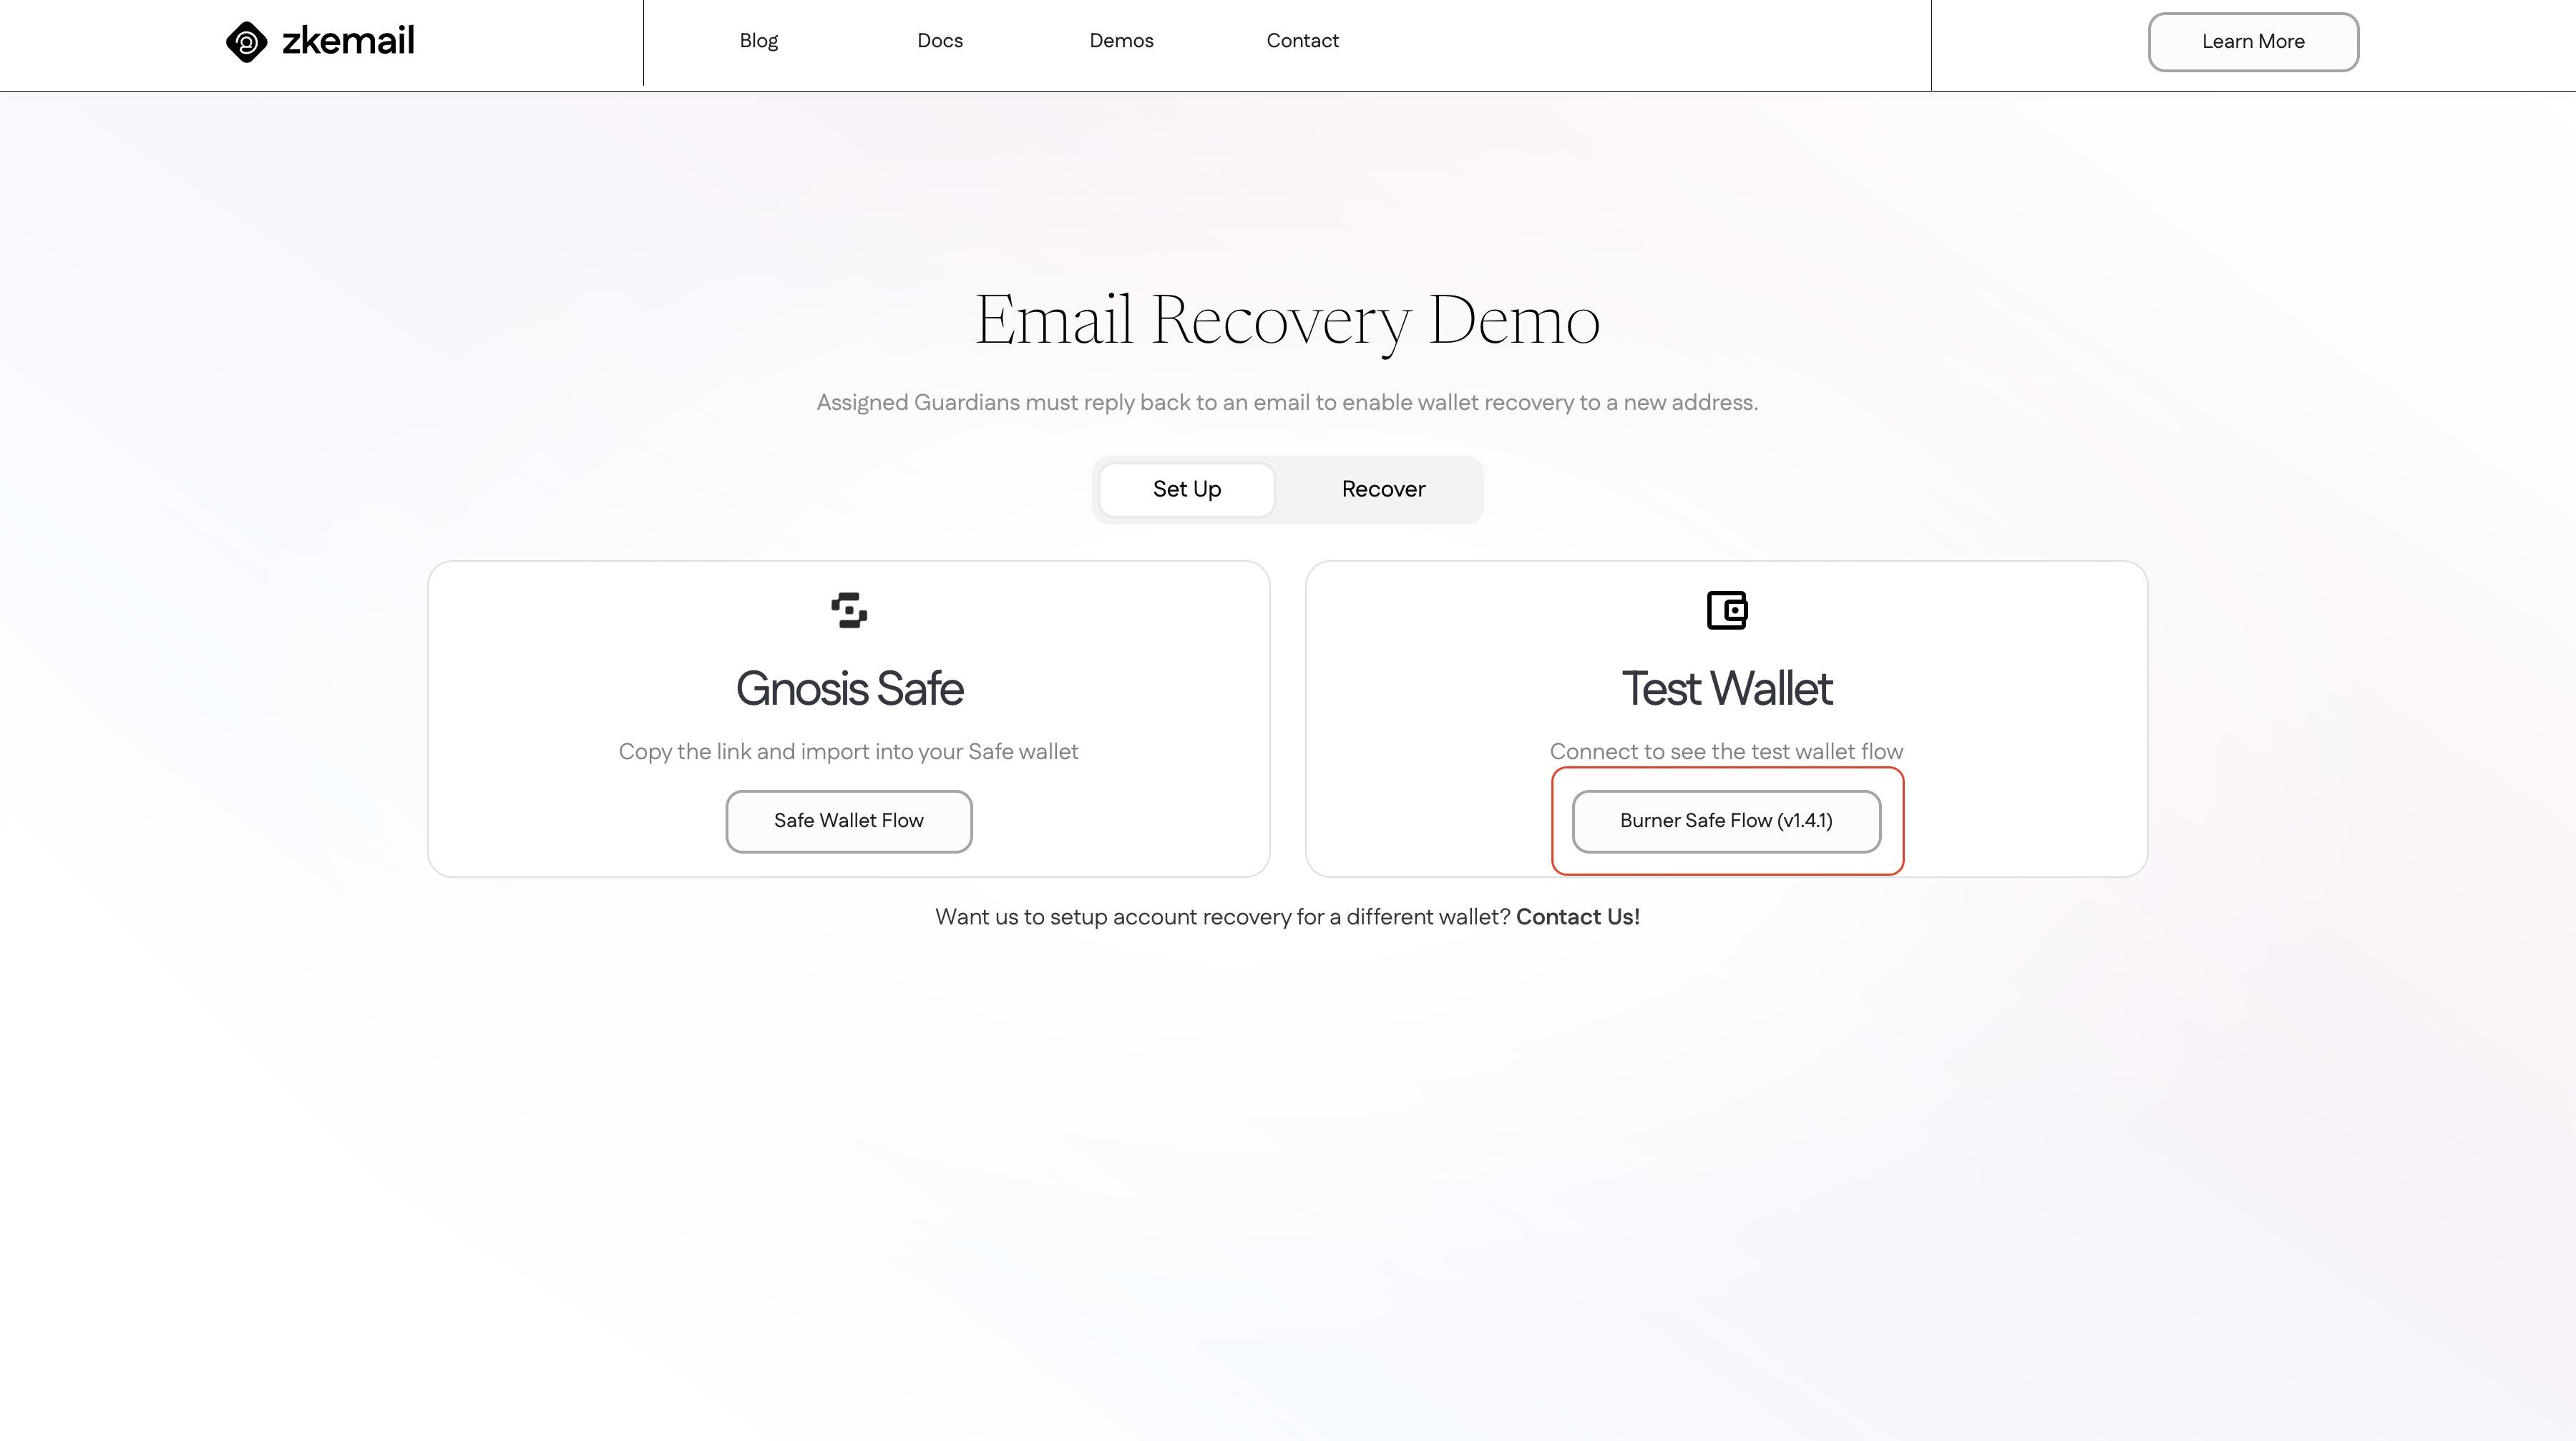 zkemail
Blog
Docs
Demos
Contact
Learn More
Email Recovery Demo
Assigned Guardians must reply back to an email to enable wallet recovery to a new address.
Set Up
Recover
Gnosis Safe
Copy the link and import into your Safe wallet
Safe Wallet Flow
Test Wallet
Connect to see the test wallet flow
Burner Safe Flow (v1.4.1)
Want us to setup account recovery for a different wallet? Contact Us!